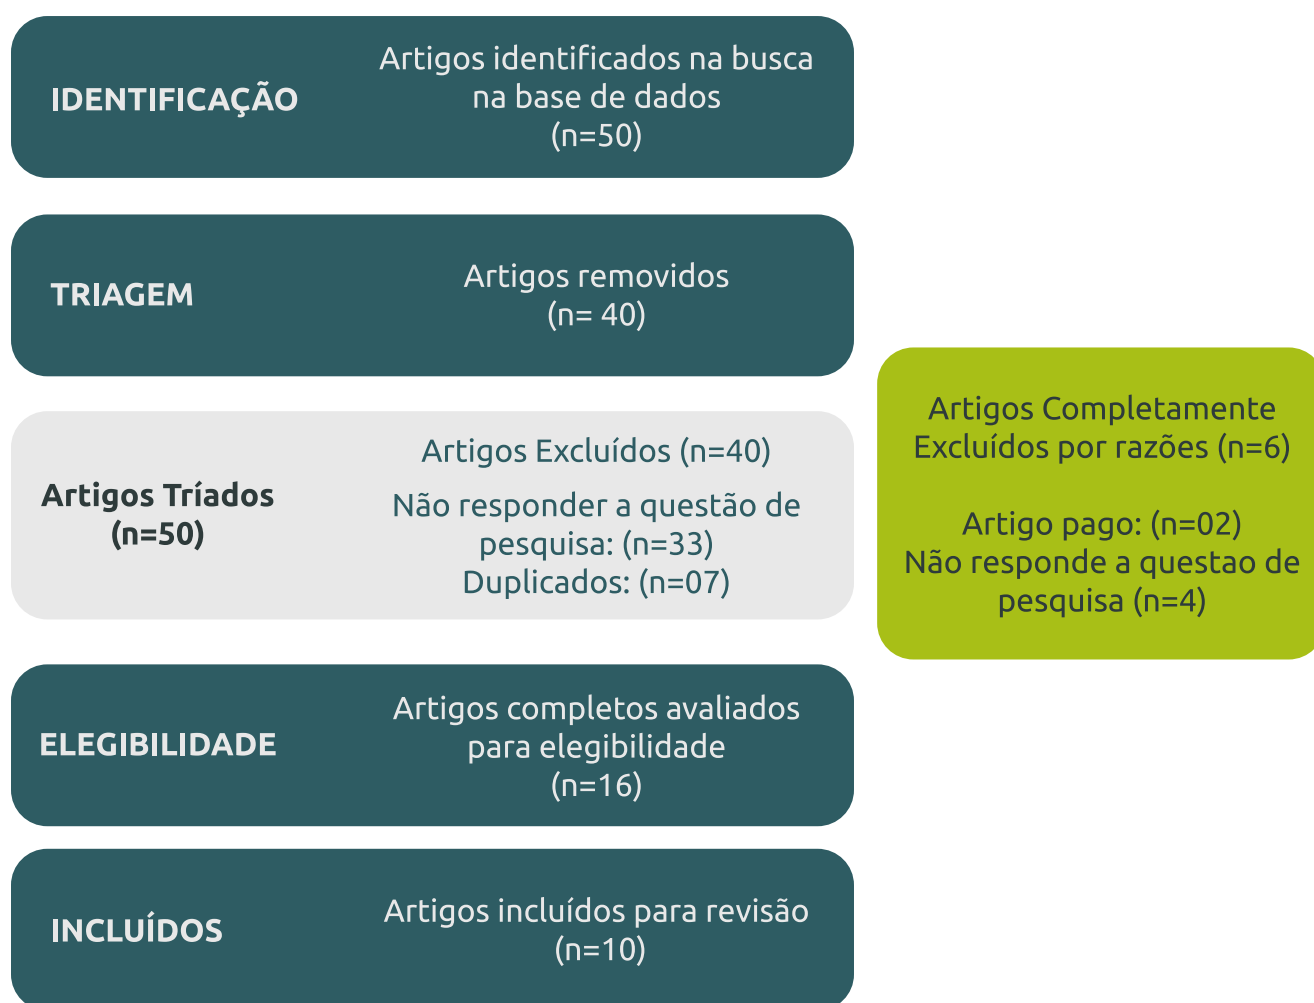 IDENTIFICAÇÃO
Artigos identificados na busca
na base de dados
(n=50)
TRIAGEM
Artigos removidos
(n= 40)
Artigos Tríados
(n=50)
Artigos Excluídos (n=40)
Não responder a questão de
pesquisa: (n=33)
Duplicados: (n=07)
Artigos Completamente
Excluídos por razões (n=6)
Artigo pago: (n=02)
Não responde a questao de
pesquisa (n=4)
ELEGIBILIDADE
Artigos completos avaliados
para elegibilidade
(n=16)
INCLUÍDOS
Artigos incluídos para revisão
(n=10)